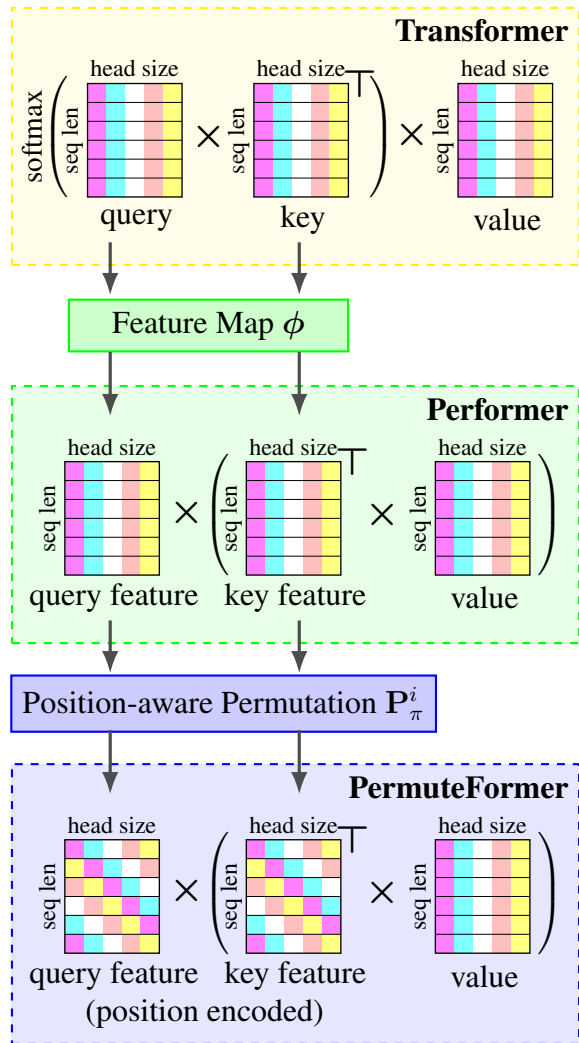 Transformer
head size
head size
⊤
head size
softmax
(
seq len
×
seq len
)
×
seq len
query
key
value
Feature Map ϕ
Performer
head size
head size
⊤
head size
seq len
×
(
seq len
×
seq len
)
query feature
key feature
value
Position-aware Permutation P^i_π
PermuteFormer
head size
head size
⊤
head size
seq len
×
(
seq len
×
seq len
)
query feature
key feature
value
(position encoded)